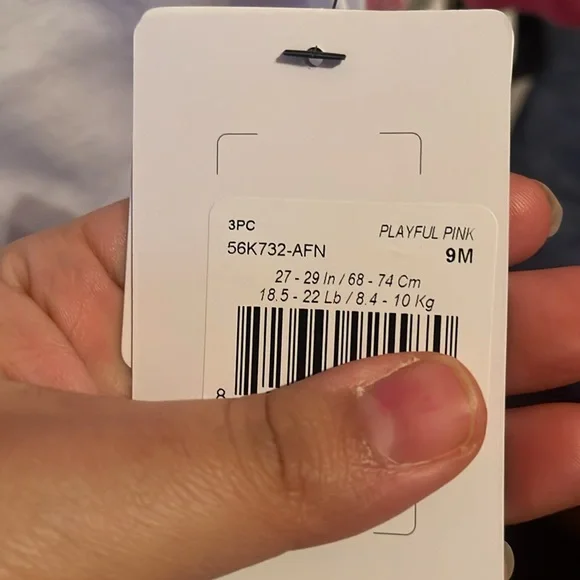 3PC PLAYFUL PINK
56K732-AFN 9M
27 - 29 In / 68 - 74 Cm
18.5 - 22 Lb / 8.4 - 10 Kg
8